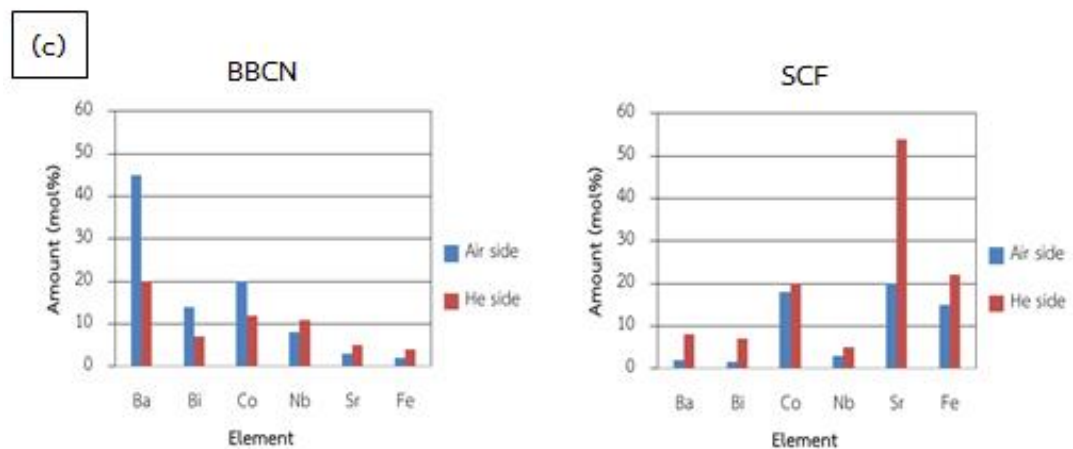 (c)
BBCN
60
50
40
30
20
10
0
Amount (mol%)
Ba Bi Co Nb Sr Fe
Element
Air side
He side
SCF
60
50
40
30
20
10
0
Amount (mol%)
Ba Bi Co Nb Sr Fe
Element
Air side
He side